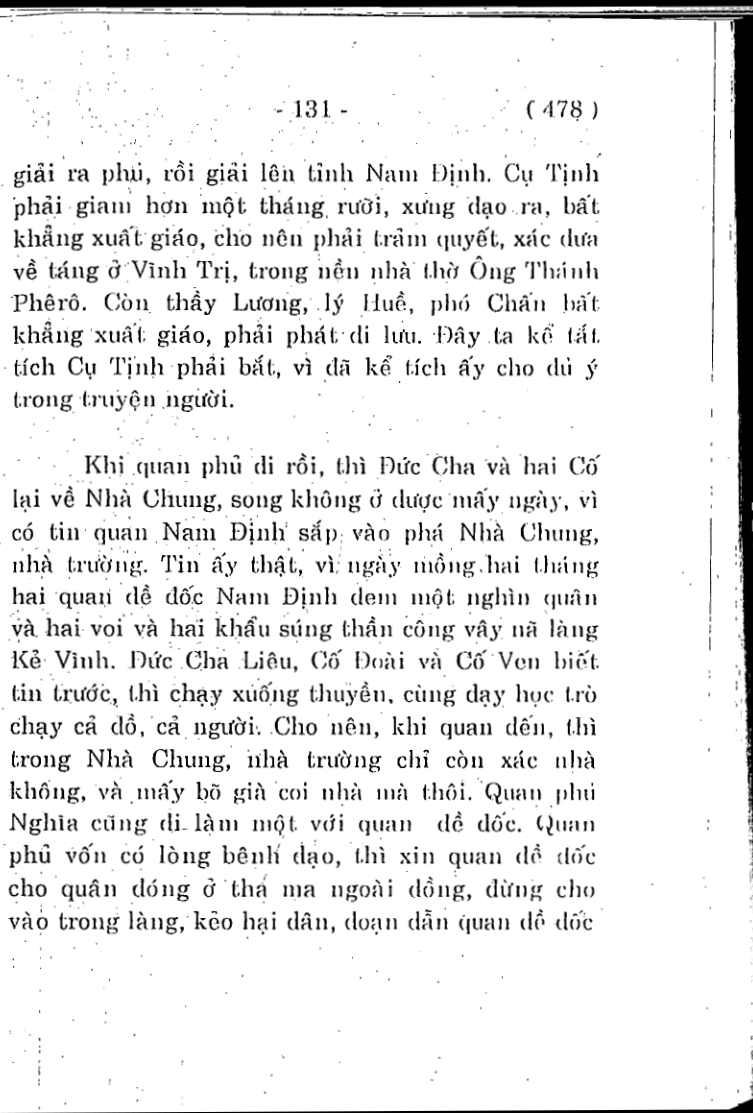 - 131 - ( 478 )
giải ra phủ, rồi giải lên tỉnh Nam Định. Cụ Tịnh
phải giam hơn một tháng rưỡi, xưng đạo ra, bất
khẳng xuất giáo, cho nên phải trảm quyết, xác đưa
về táng ở Vĩnh Trị, trong nền nhà thờ Ông Thánh
Phêrô. Còn thầy Lương, lý Huề, phó Chấn bất
khẳng xuất giáo, phải phát đi lưu. Đây ta kể tắt
tích Cụ Tịnh phải bắt, vì đã kể tích ấy cho đủ ý
trong truyện người.
Khi quan phủ đi rồi, thì Đức Cha và hai Cố
lại về Nhà Chung, song không ở được mấy ngày, vì
có tin quan Nam Định sắp vào phá Nhà Chung,
nhà trường. Tin ấy thật, vì ngày mồng hai tháng
hai quan đề đốc Nam Định đem một nghìn quân
và hai voi và hai khẩu súng thần công vây nã làng
Kẻ Vình. Đức Cha Liêu, Cố Đoài và Cố Ven biết
tin trước, thì chạy xuống thuyền, cùng dạy học trò
chạy cả đồ, cả người. Cho nên, khi quan đến, thì
trong Nhà Chung, nhà trường chỉ còn xác nhà
không, và mấy bõ già coi nhà mà thôi. Quan phủ
Nghĩa cũng đi làm một với quan đề đốc. Quan
phủ vốn có lòng bênh đạo, thì xin quan đề đốc
cho quân đóng ở tha ma ngoài đồng, đừng cho
vào trong làng, kẻo hại dân, đoạn dẫn quan đề đốc